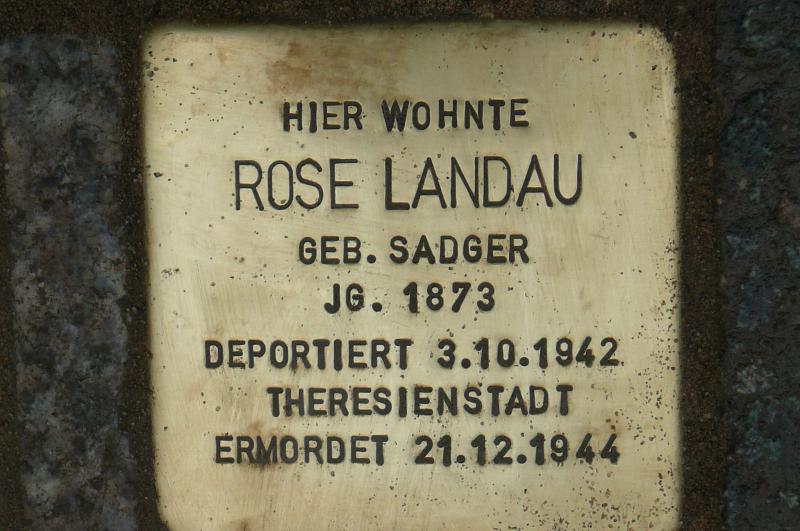 HIER WOHNTE
ROSE LANDAU
GEB. SADGER
JG. 1873
DEPORTIERT 3.10.1942
THERESIENSTADT
ERMORDET 21.12.1944